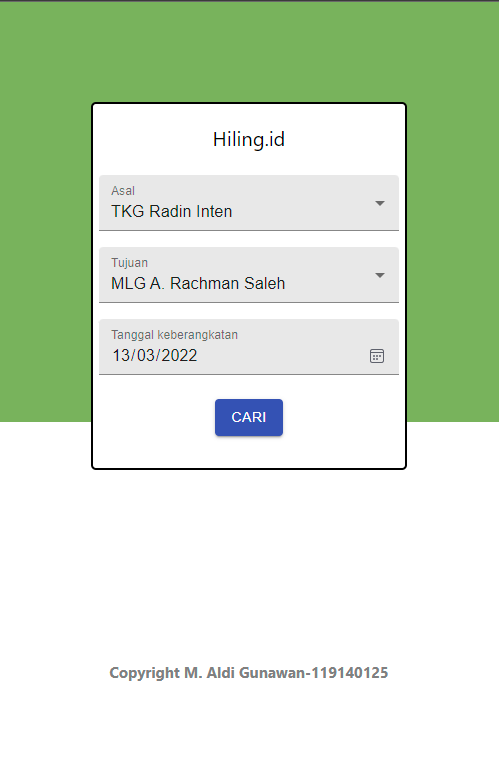 Hiling.id
Asal
TKG Radin Inten
Tujuan
MLG A. Rachman Saleh
Tanggal keberangkatan
13/03/2022
CARI
Copyright M. Aldi Gunawan-119140125